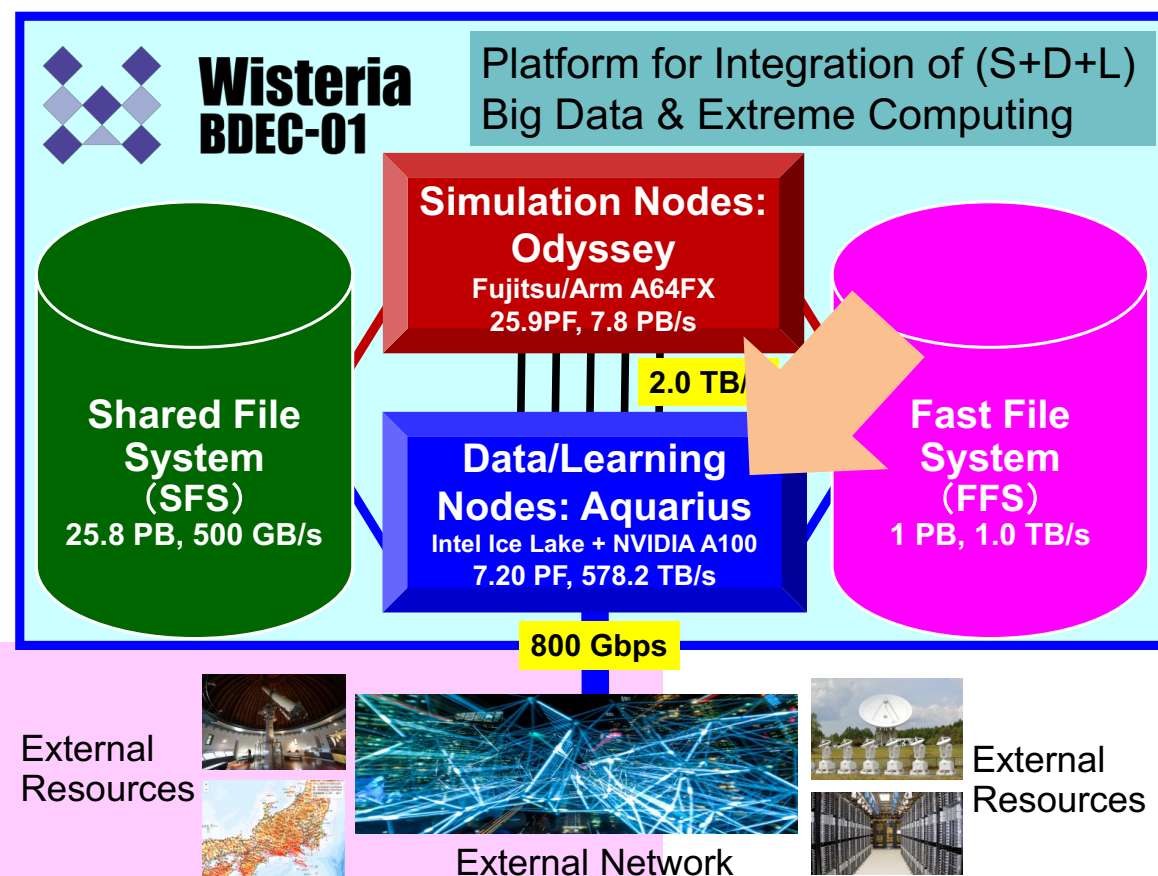 Wisteria
BDEC-01
Platform for Integration of (S+D+L)
Big Data & Extreme Computing
Simulation Nodes:
Odyssey
Fujitsu/Arm A64FX
25.9PF, 7.8 PB/s
2.0 TB/
Shared File
System
（SFS）
25.8 PB, 500 GB/s
Data/Learning
Nodes: Aquarius
Intel Ice Lake + NVIDIA A100
7.20 PF, 578.2 TB/s
Fast File
System
（FFS）
1 PB, 1.0 TB/s
800 Gbps
External
Resources
External Network
External
Resources